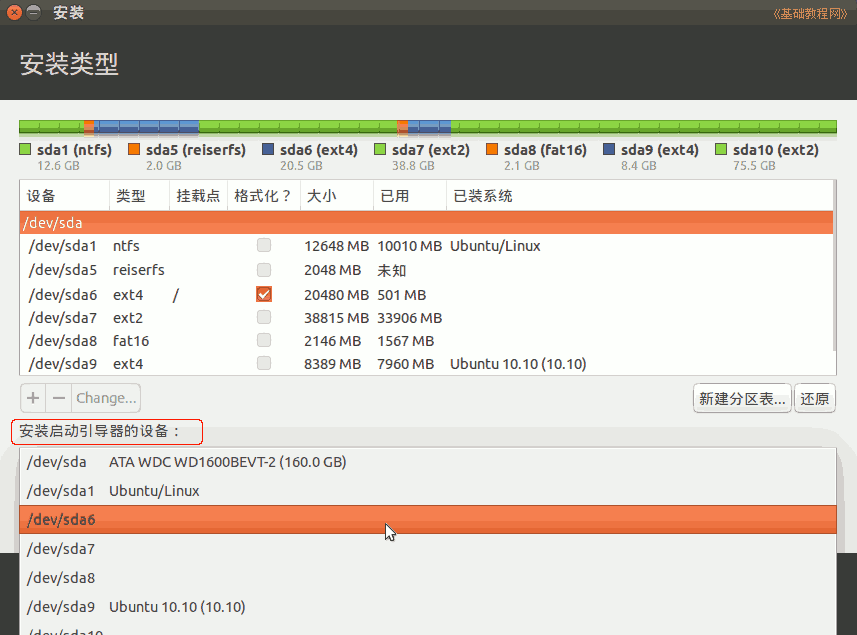 安装
《基础教程网》
安装类型
sda1 (ntfs) sda5 (reiserfs) sda6 (ext4) sda7 (ext2) sda8 (fat16) sda9 (ext4) sda10 (ext2)
12.6 GB 2.0 GB 20.5 GB 38.8 GB 2.1 GB 8.4 GB 75.5 GB
设备 类型 挂载点 格式化？ 大小 已用 已装系统
/dev/sda
/dev/sda1 ntfs 12648 MB 10010 MB Ubuntu/Linux
/dev/sda5 reiserfs 2048 MB 未知
/dev/sda6 ext4 / 20480 MB 501 MB
/dev/sda7 ext2 38815 MB 33906 MB
/dev/sda8 fat16 2146 MB 1567 MB
/dev/sda9 ext4 8389 MB 7960 MB Ubuntu 10.10 (10.10)
+ − Change... 新建分区表... 还原
安装启动引导器的设备：
/dev/sda ATA WDC WD1600BEVT-2 (160.0 GB)
/dev/sda1 Ubuntu/Linux
/dev/sda6
/dev/sda7
/dev/sda8
/dev/sda9 Ubuntu 10.10 (10.10)
/dev/sda10